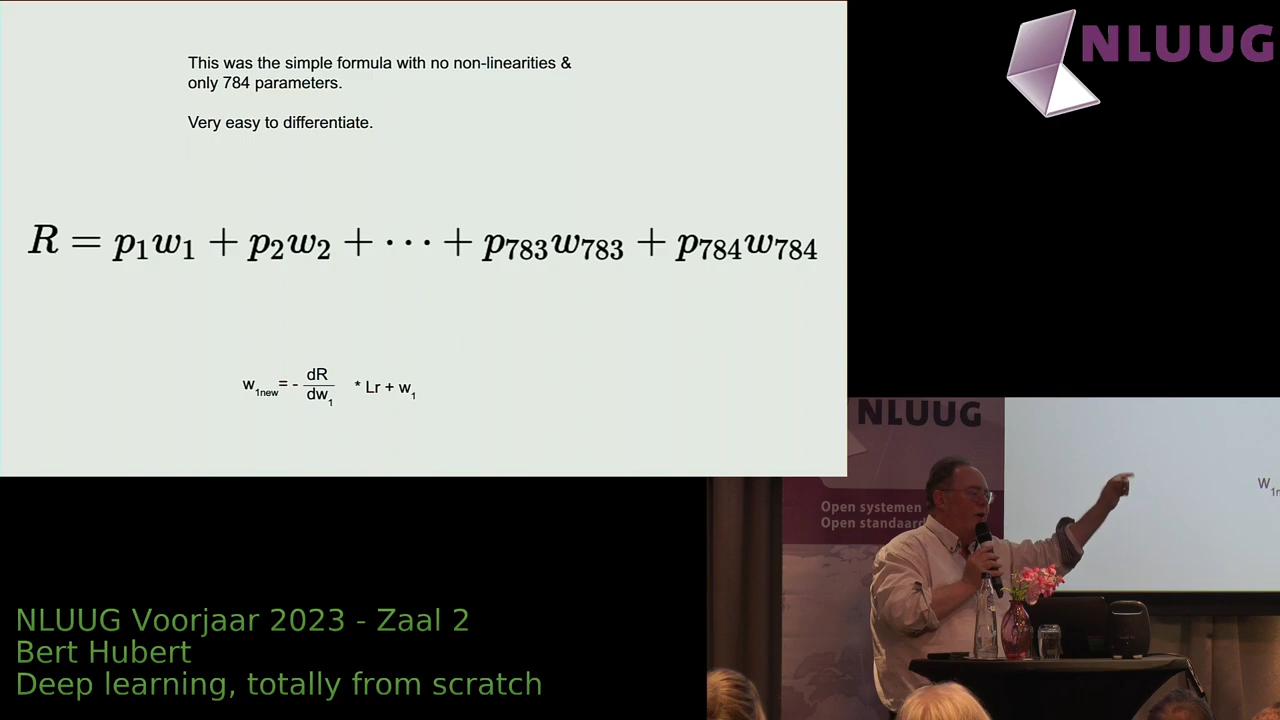 This was the simple formula with no non-linearities &
only 784 parameters.
Very easy to differentiate.
R = p₁w₁ + p₂w₂ + ⋯ + p₇₈₃w₇₈₃ + p₇₈₄w₇₈₄
w₁new = - dR/dw₁ * Lr + w₁
NLUUG
NLUUG
Open systemen
Open standaard
W
NLUUG Voorjaar 2023 - Zaal 2
Bert Hubert
Deep learning, totally from scratch